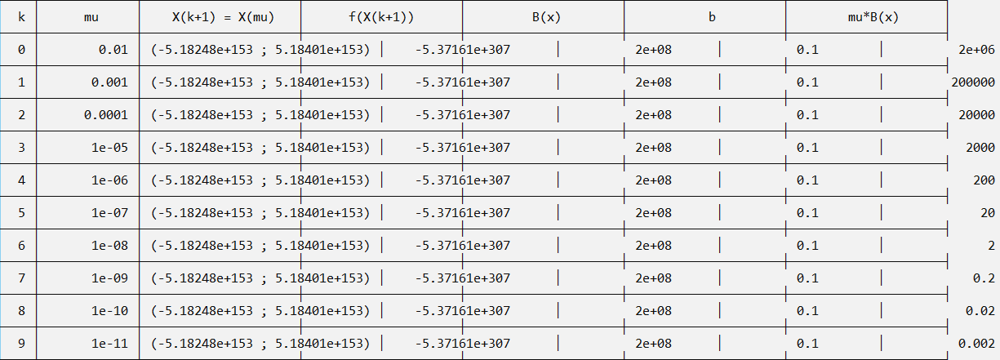 k mu X(k+1) = X(mu) f(X(k+1)) B(x) b mu*B(x)
0 0.01 (-5.18248e+153 ; 5.18401e+153) -5.37161e+307 2e+08 0.1 2e+06
1 0.001 (-5.18248e+153 ; 5.18401e+153) -5.37161e+307 2e+08 0.1 200000
2 0.0001 (-5.18248e+153 ; 5.18401e+153) -5.37161e+307 2e+08 0.1 20000
3 1e-05 (-5.18248e+153 ; 5.18401e+153) -5.37161e+307 2e+08 0.1 2000
4 1e-06 (-5.18248e+153 ; 5.18401e+153) -5.37161e+307 2e+08 0.1 200
5 1e-07 (-5.18248e+153 ; 5.18401e+153) -5.37161e+307 2e+08 0.1 20
6 1e-08 (-5.18248e+153 ; 5.18401e+153) -5.37161e+307 2e+08 0.1 2
7 1e-09 (-5.18248e+153 ; 5.18401e+153) -5.37161e+307 2e+08 0.1 0.2
8 1e-10 (-5.18248e+153 ; 5.18401e+153) -5.37161e+307 2e+08 0.1 0.02
9 1e-11 (-5.18248e+153 ; 5.18401e+153) -5.37161e+307 2e+08 0.1 0.002